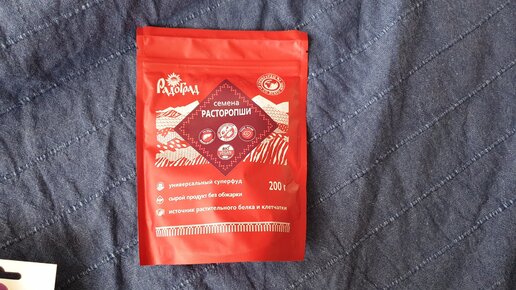 РадоГрад
семена
РАСТОРОПШИ
универсальный суперфуд
сырой продукт без обжарки
200 г
источник растительного белка и клетчатки